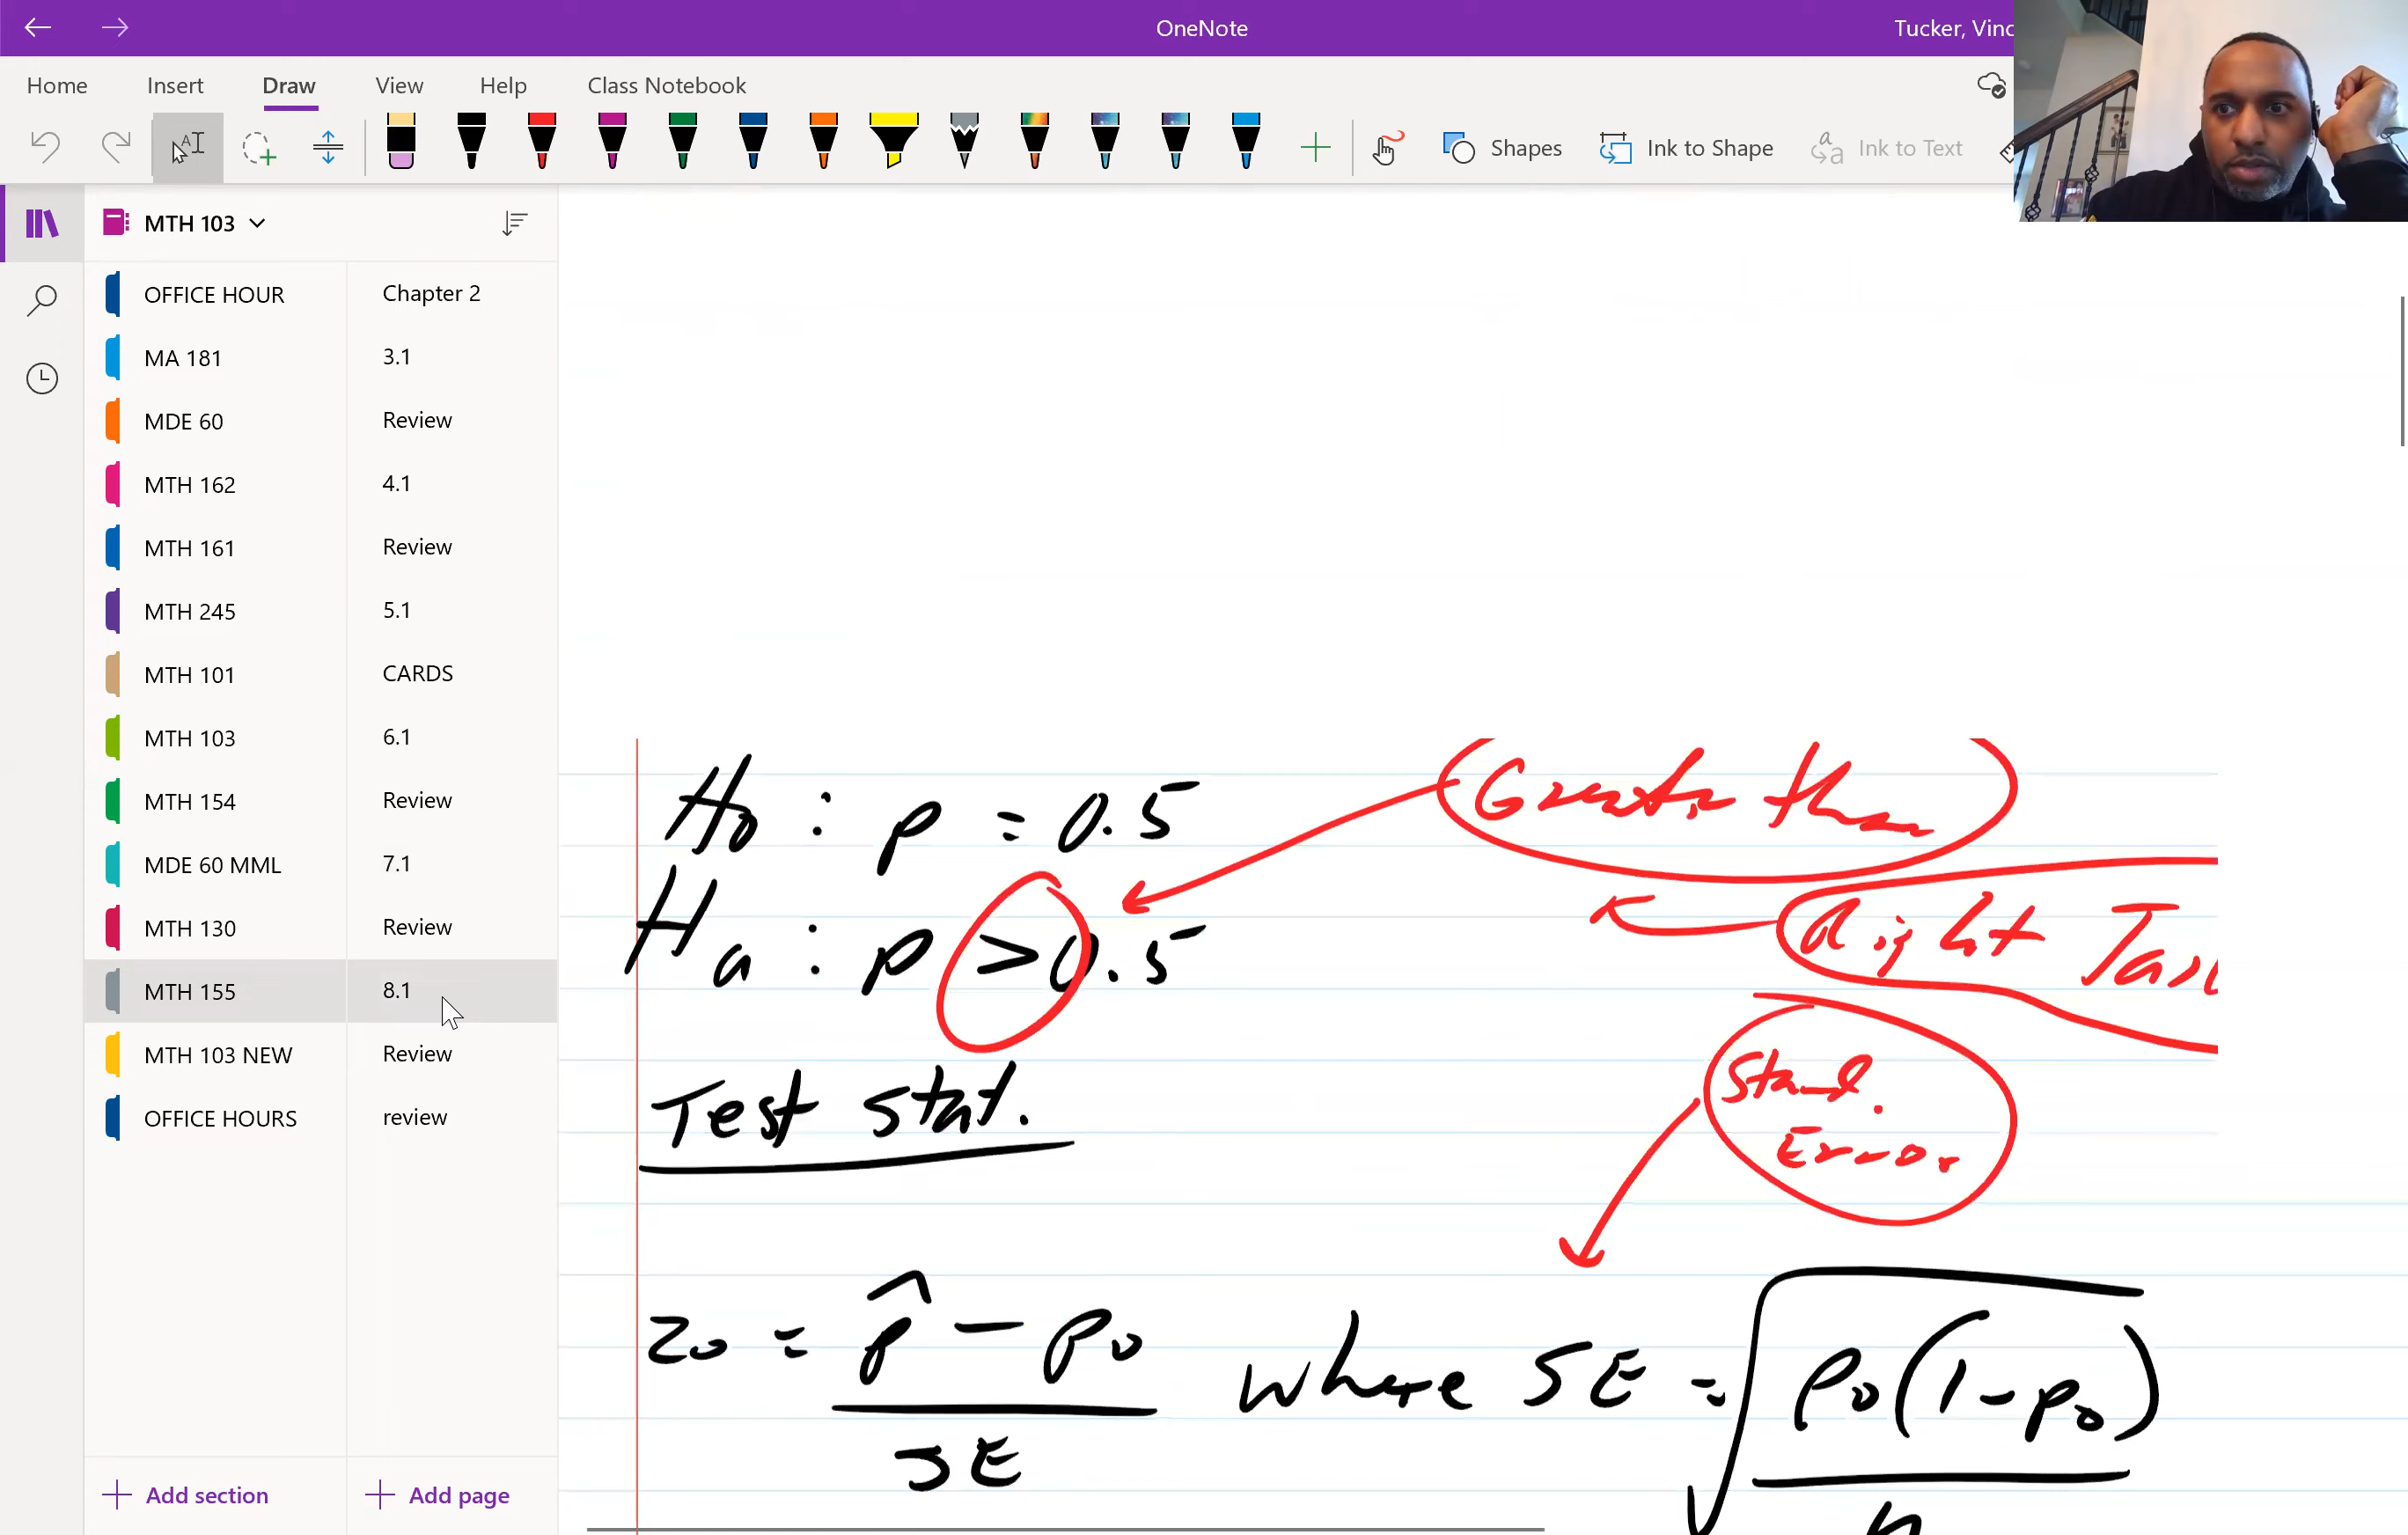 OneNote
Tucker, Vinc
Home Insert Draw View Help Class Notebook
Shapes Ink to Shape Ink to Text
MTH 103
OFFICE HOUR Chapter 2
MA 181 3.1
MDE 60 Review
MTH 162 4.1
MTH 161 Review
MTH 245 5.1
MTH 101 CARDS
MTH 103 6.1
MTH 154 Review
MDE 60 MML 7.1
MTH 130 Review
MTH 155 8.1
MTH 103 NEW Review
OFFICE HOURS review
Add section Add page
H₀ : p = 0.5
Greater than
Hₐ : p > 0.5
Right Tail
Test Stat.
Stand.
Error
z₀ = p̂ − p₀ / SE where SE = √ p₀(1-p₀) / n